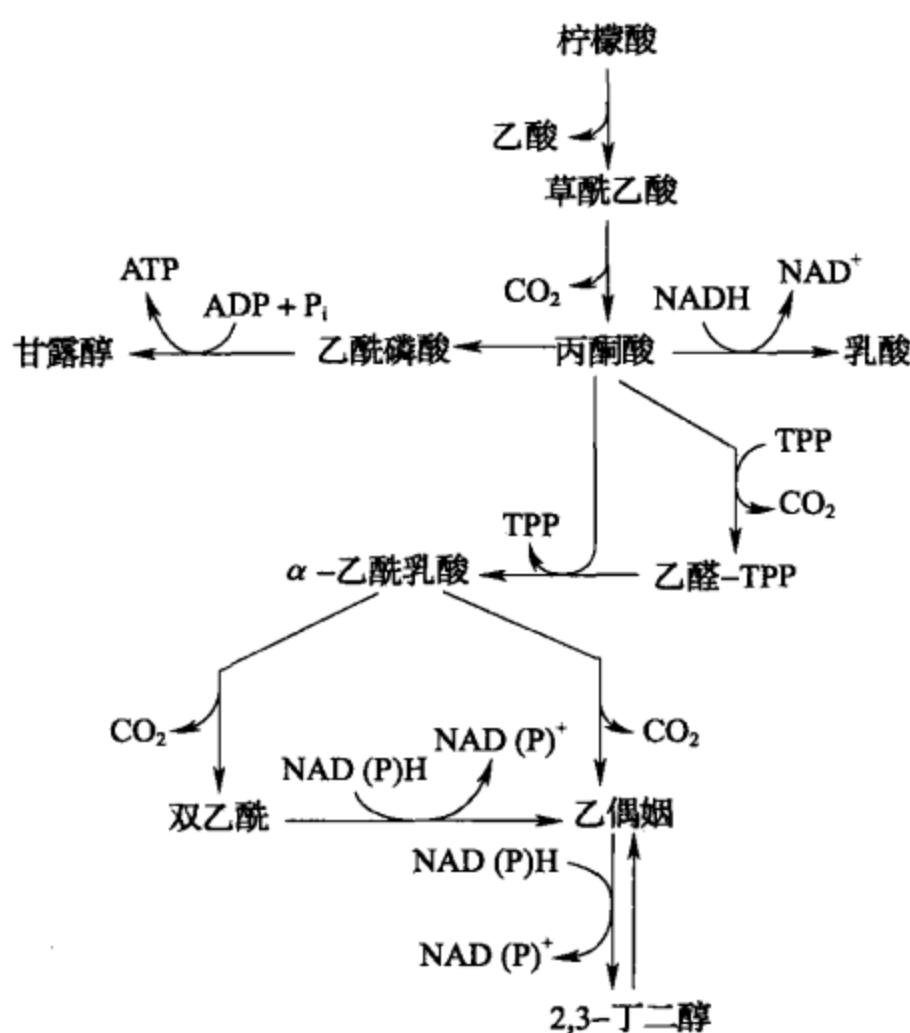 柠檬酸
乙酸
草酰乙酸
CO₂
ATP
ADP + Pᵢ
NADH
NAD⁺
甘露醇
乙酰磷酸
丙酮酸
乳酸
TPP
CO₂
TPP
α-乙酰乳酸
乙醛-TPP
CO₂
CO₂
NAD (P)H
NAD (P)⁺
双乙酰
乙偶姻
NAD (P)H
NAD (P)⁺
2,3-丁二醇